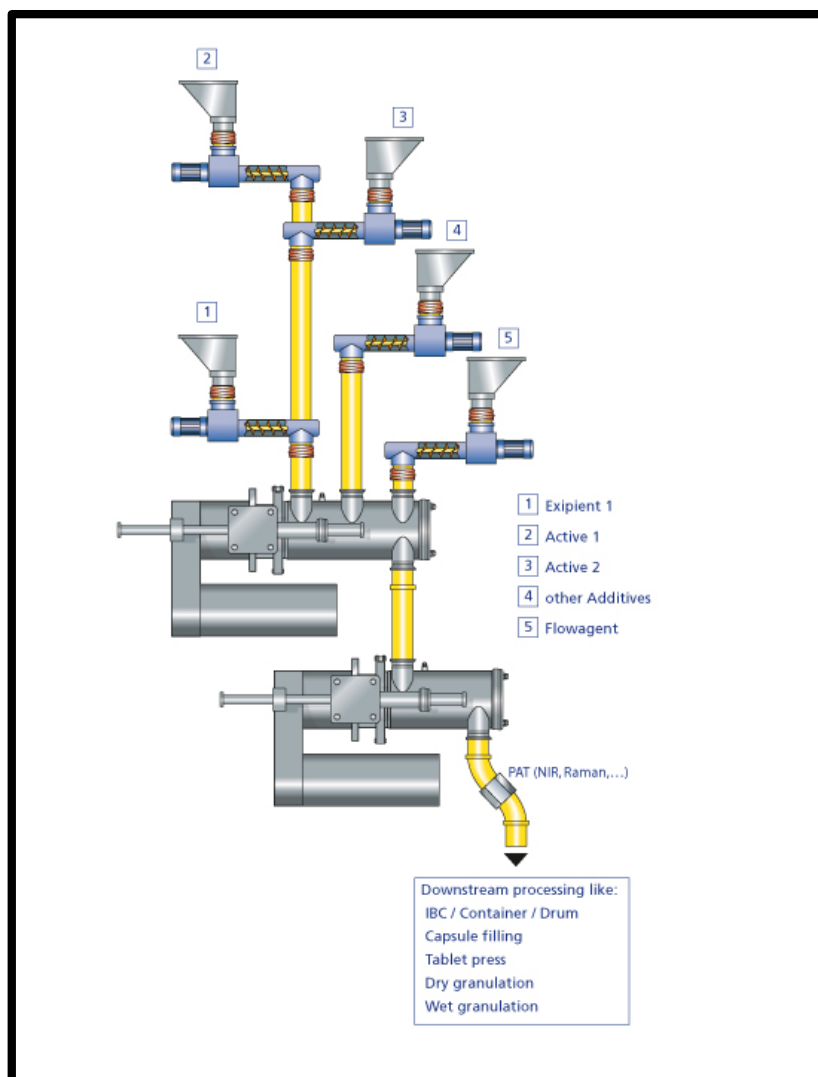 2
3
4
1
5
1 Exipient 1
2 Active 1
3 Active 2
4 other Additives
5 Flowagent
PAT (NIR, Raman,...)
Downstream processing like:
IBC / Container / Drum
Capsule filling
Tablet press
Dry granulation
Wet granulation